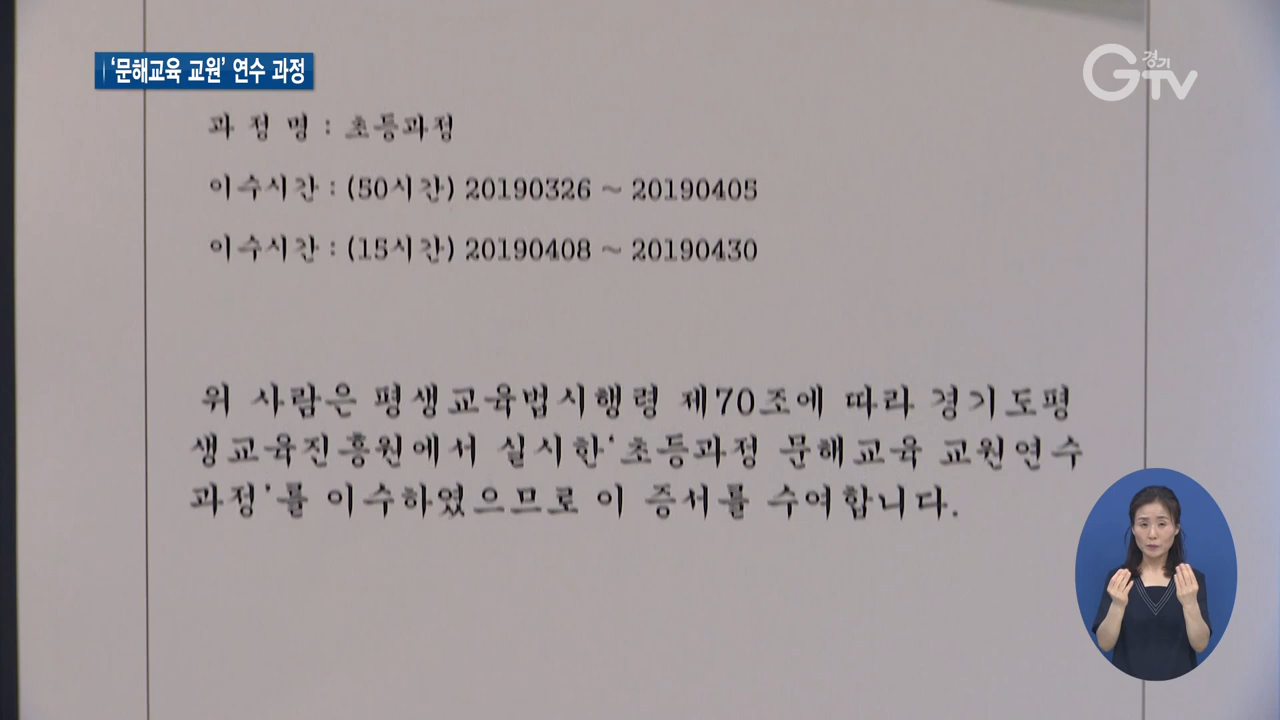 ‘문해교육 교원’ 연수 과정
G경기TV
과 정 명 : 초등과정
이수시간 : (50시간) 20190326 ~ 20190405
이수시간 : (15시간) 20190408 ~ 20190430
위 사람은 평생교육법시행령 제70조에 따라 경기도평
생교육진흥원에서 실시한‘초등과정 문해교육 교원연수
과정’를 이수하였으므로 이 증서를 수여합니다.